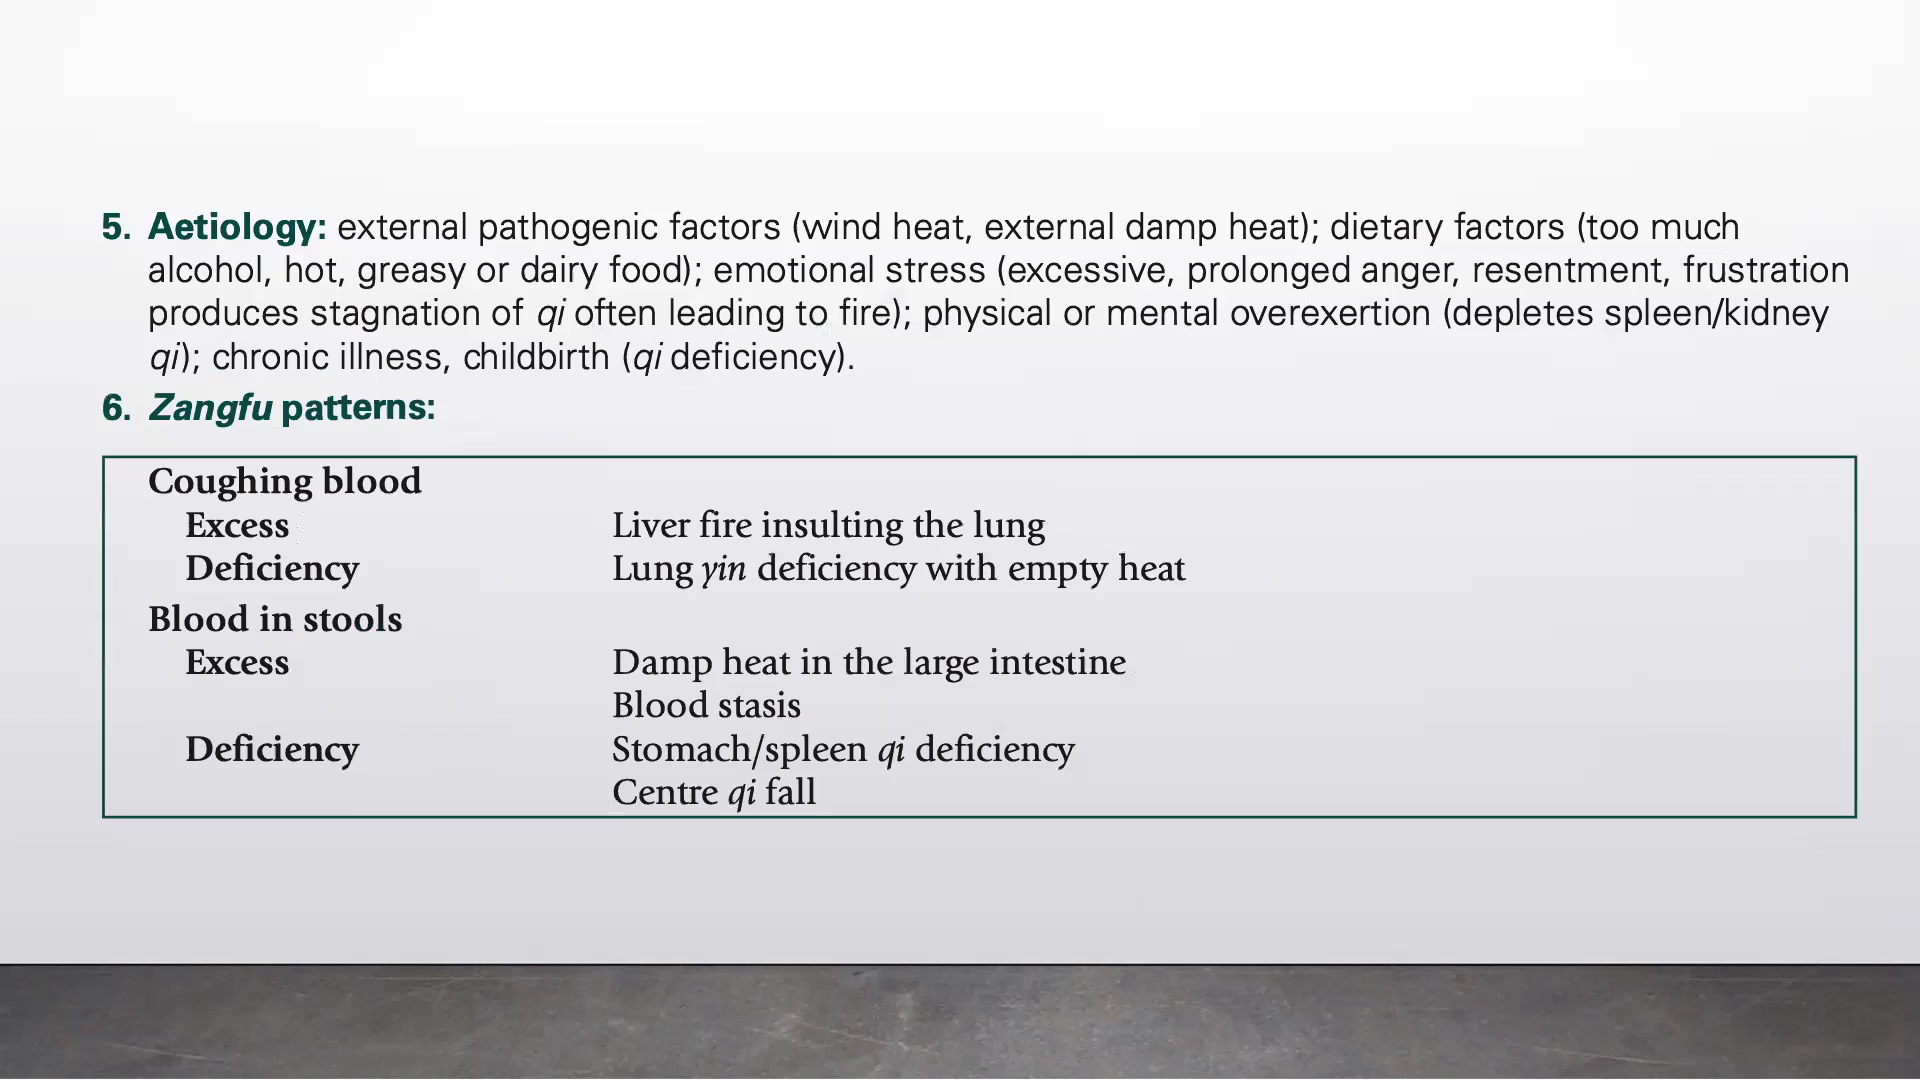 5. Aetiology: external pathogenic factors (wind heat, external damp heat); dietary factors (too much
alcohol, hot, greasy or dairy food); emotional stress (excessive, prolonged anger, resentment, frustration
produces stagnation of qi often leading to fire); physical or mental overexertion (depletes spleen/kidney
qi); chronic illness, childbirth (qi deficiency).
6. Zangfu patterns:
Coughing blood
Excess Liver fire insulting the lung
Deficiency Lung yin deficiency with empty heat
Blood in stools
Excess Damp heat in the large intestine
Blood stasis
Deficiency Stomach/spleen qi deficiency
Centre qi fall